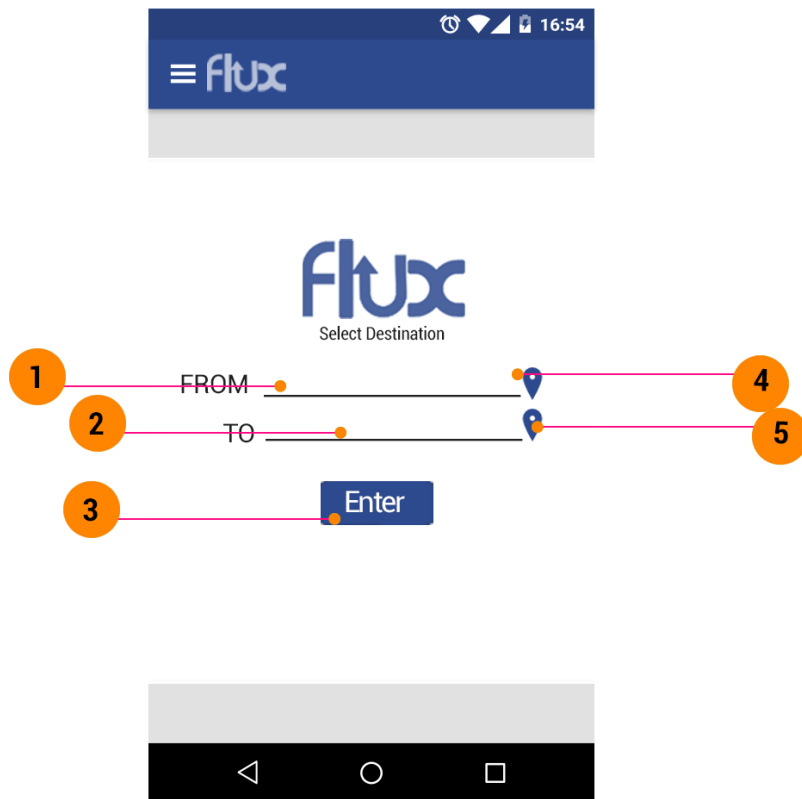 16:54
flux
flux
Select Destination
1 FROM 4
2 TO 5
3 Enter